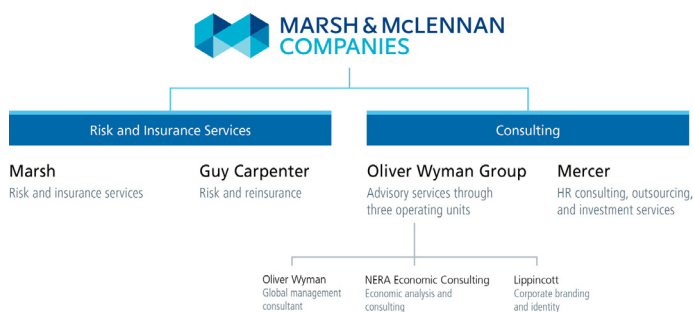 MARSH & McLENNAN
COMPANIES
Risk and Insurance Services
Consulting
Marsh
Risk and insurance services
Guy Carpenter
Risk and reinsurance
Oliver Wyman Group
Advisory services through
three operating units
Mercer
HR consulting, outsourcing,
and investment services
Oliver Wyman
Global management
consultant
NERA Economic Consulting
Economic analysis and
consulting
Lippincott
Corporate branding
and identity